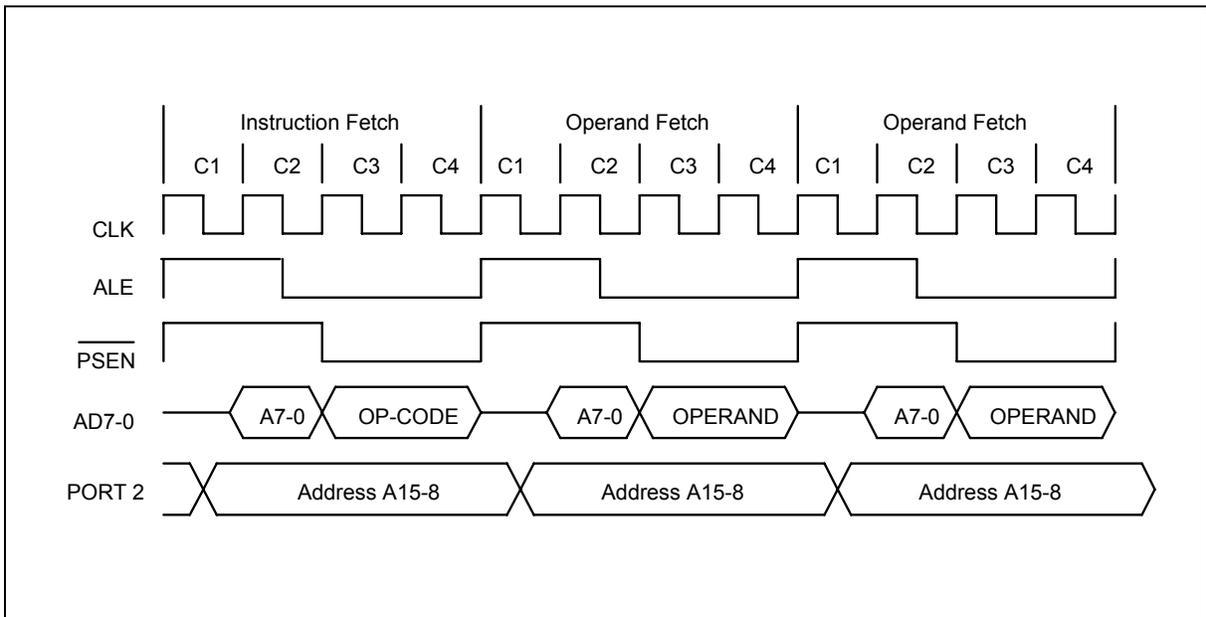 Instruction Fetch Operand Fetch Operand Fetch
C1 C2 C3 C4 C1 C2 C3 C4 C1 C2 C3 C4
CLK
ALE
PSEN
AD7-0 A7-0 OP-CODE A7-0 OPERAND A7-0 OPERAND
PORT 2 Address A15-8 Address A15-8 Address A15-8